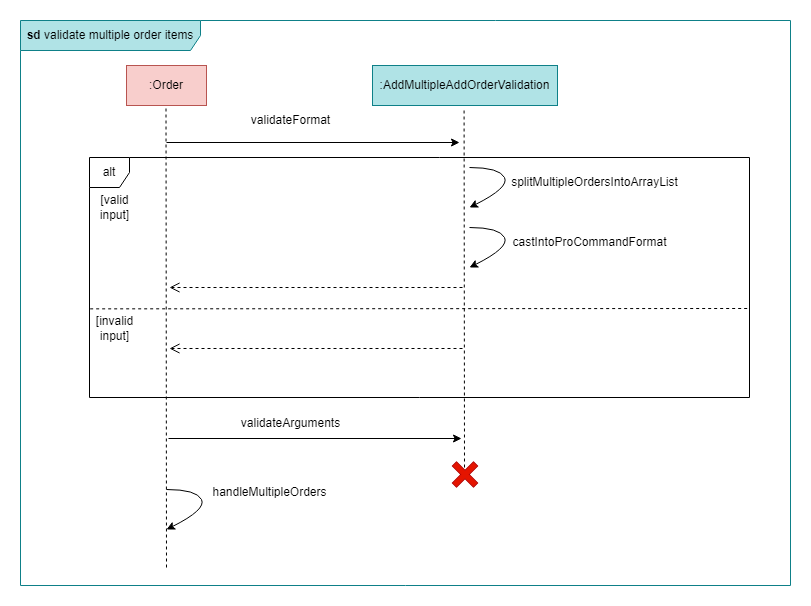 sd validate multiple order items
:Order
:AddMultipleAddOrderValidation
validateFormat
alt
[valid
input]
splitMultipleOrdersIntoArrayList
castIntoProCommandFormat
[invalid
input]
validateArguments
handleMultipleOrders